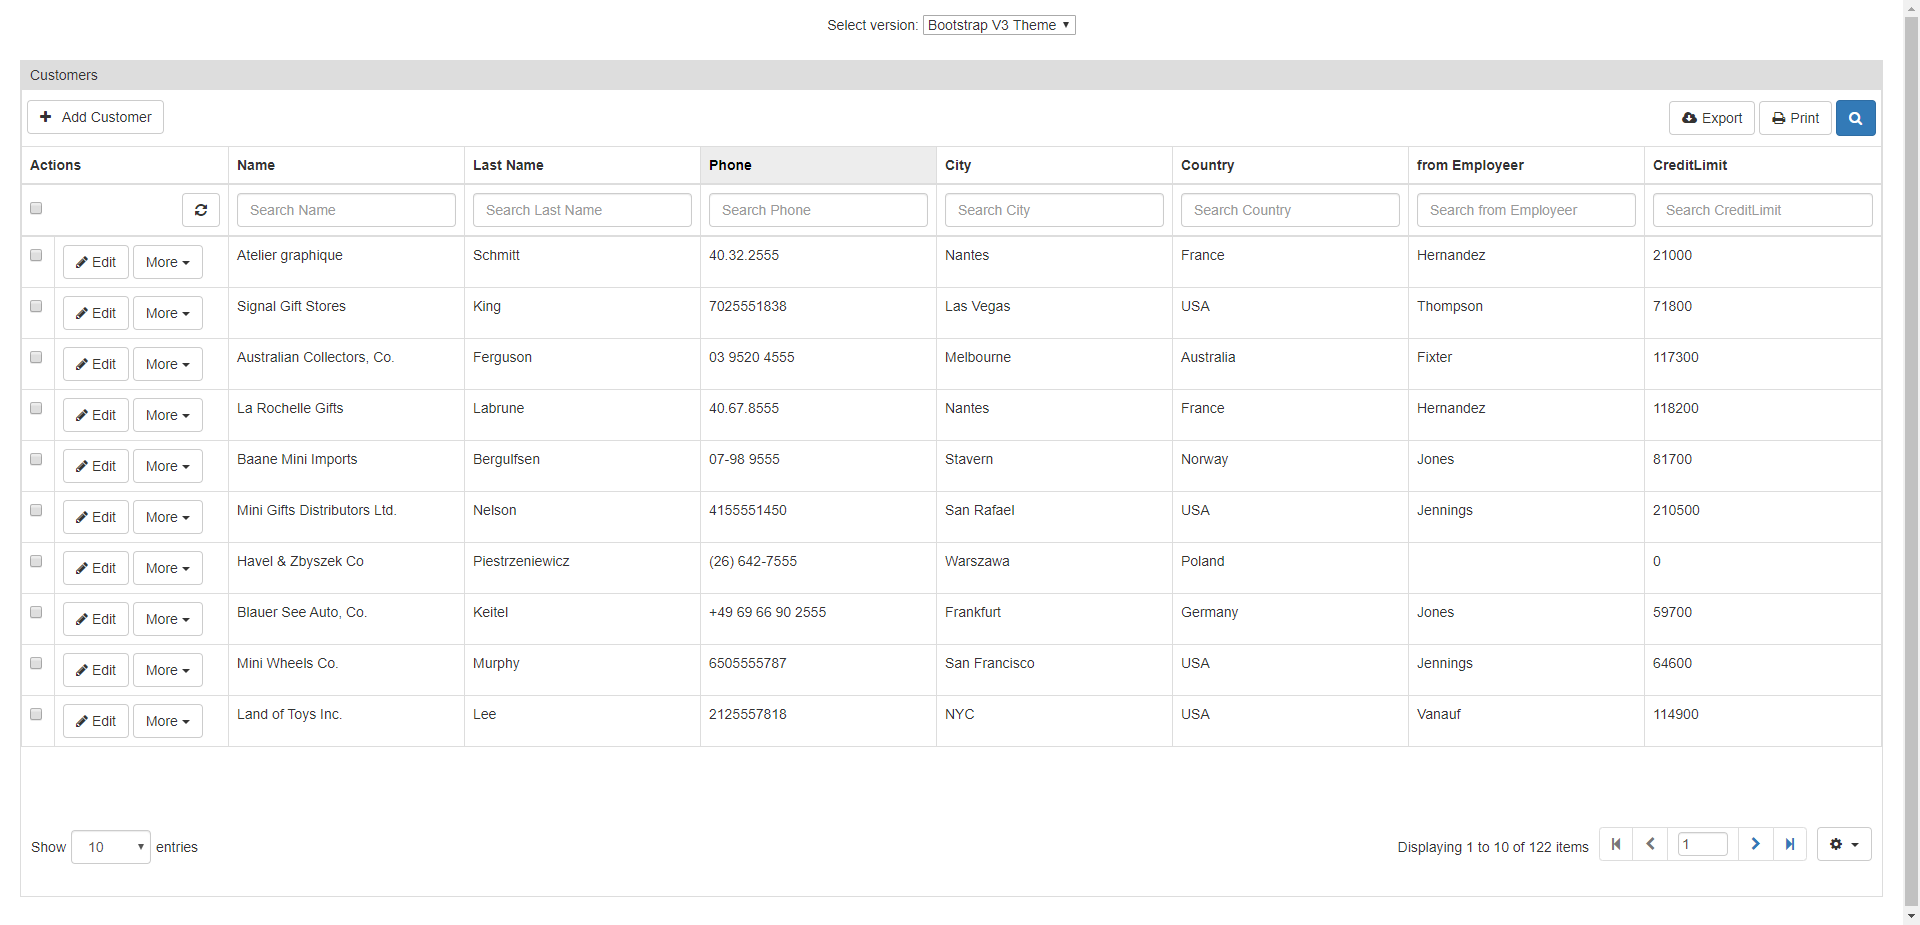 Select version: Bootstrap V3 Theme
Customers
Add Customer Export Print
Actions Name Last Name Phone City Country from Employeer CreditLimit
Search Name Search Last Name Search Phone Search City Search Country Search from Employeer Search CreditLimit
Edit More Atelier graphique Schmitt 40.32.2555 Nantes France Hernandez 21000
Edit More Signal Gift Stores King 7025551838 Las Vegas USA Thompson 71800
Edit More Australian Collectors, Co. Ferguson 03 9520 4555 Melbourne Australia Fixter 117300
Edit More La Rochelle Gifts Labrune 40.67.8555 Nantes France Hernandez 118200
Edit More Baane Mini Imports Bergulfsen 07-98 9555 Stavern Norway Jones 81700
Edit More Mini Gifts Distributors Ltd. Nelson 4155551450 San Rafael USA Jennings 210500
Edit More Havel & Zbyszek Co Piestrzeniewicz (26) 642-7555 Warszawa Poland 0
Edit More Blauer See Auto, Co. Keitel +49 69 66 90 2555 Frankfurt Germany Jones 59700
Edit More Mini Wheels Co. Murphy 6505555787 San Francisco USA Jennings 64600
Edit More Land of Toys Inc. Lee 2125557818 NYC USA Vanauf 114900
Show 10 entries Displaying 1 to 10 of 122 items 1